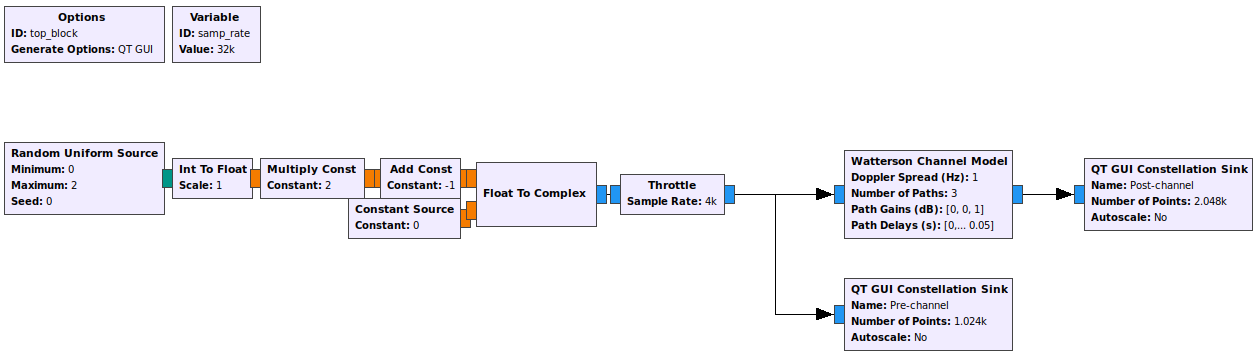 Options
ID: top_block
Generate Options: QT GUI
Variable
ID: samp_rate
Value: 32k
Random Uniform Source
Minimum: 0
Maximum: 2
Seed: 0
Int To Float
Scale: 1
Multiply Const
Constant: 2
Add Const
Constant: -1
Constant Source
Constant: 0
Float To Complex
Throttle
Sample Rate: 4k
Watterson Channel Model
Doppler Spread (Hz): 1
Number of Paths: 3
Path Gains (dB): [0, 0, 1]
Path Delays (s): [0,... 0.05]
QT GUI Constellation Sink
Name: Post-channel
Number of Points: 2.048k
Autoscale: No
QT GUI Constellation Sink
Name: Pre-channel
Number of Points: 1.024k
Autoscale: No